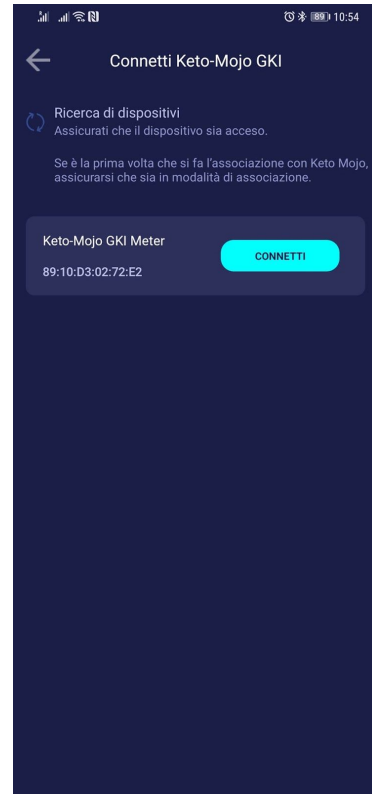 89 10:54
Connetti Keto-Mojo GKI
Ricerca di dispositivi
Assicurati che il dispositivo sia acceso.
Se è la prima volta che si fa l'associazione con Keto Mojo,
assicurarsi che sia in modalità di associazione.
Keto-Mojo GKI Meter
CONNETTI
89:10:D3:02:72:E2